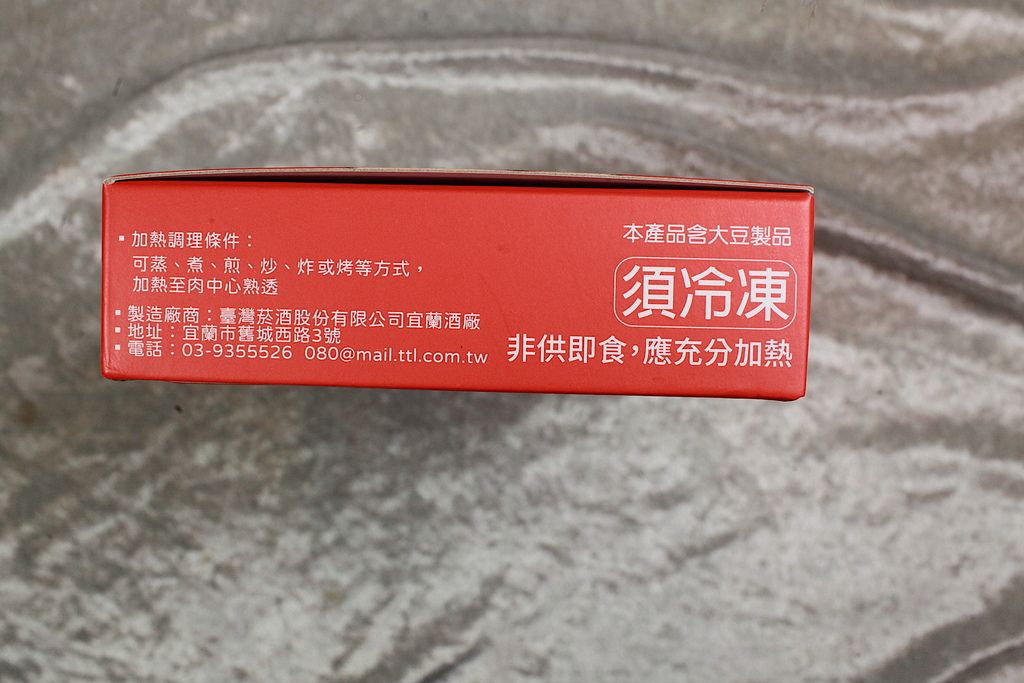 ▪加熱調理條件：
可蒸、煮、煎、炒、炸或烤等方式，
加熱至肉中心熟透
▪製造廠商：臺灣菸酒股份有限公司宜蘭酒廠
▪地址：宜蘭市舊城西路3號
▪電話：03-9355526 080@mail.ttl.com.tw
本產品含大豆製品
須冷凍
非供即食，應充分加熱